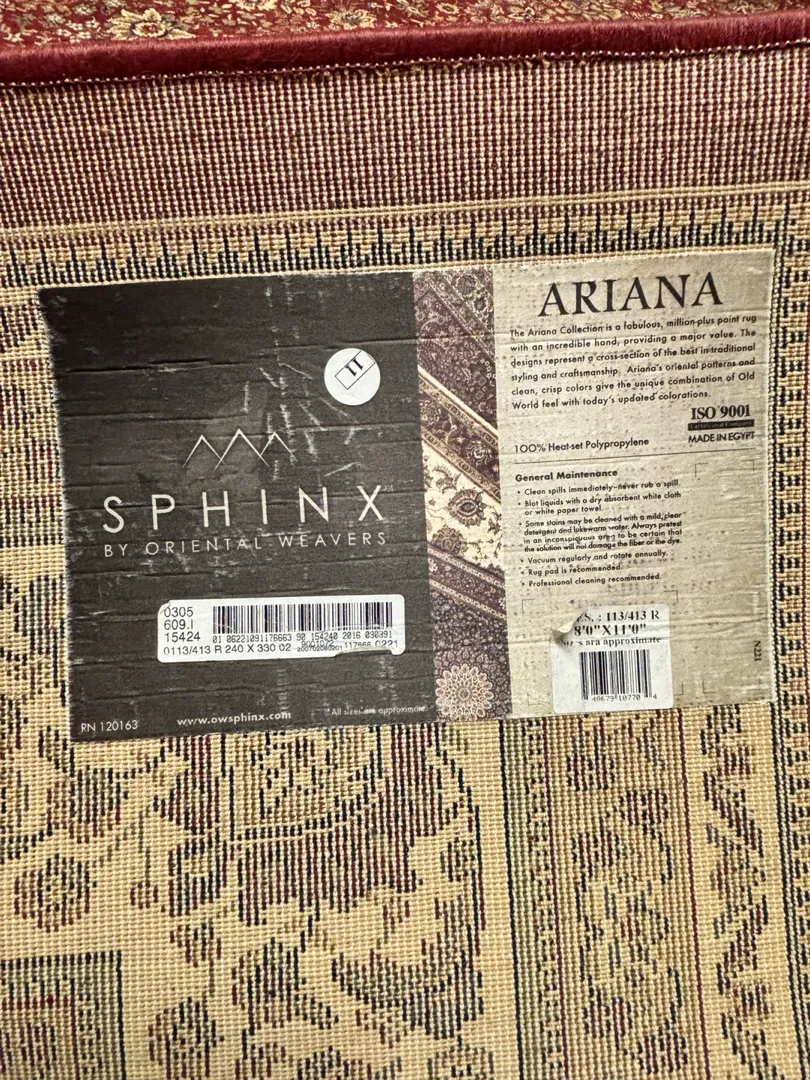 11
SPHINX
BY ORIENTAL WEAVERS
0305
609.I
15424
0113/413 R 240 X 330 02
RN 120163
www.owsphinx.com
All sizes are approximate.
ARIANA
The Ariana Collection is a fabulous, million-plus point rug
with an incredible hand, providing a major value. The
designs represent a cross-section of the best in traditional
styling and craftsmanship. Ariana's oriental patterns and
clean, crisp colors give the unique combination of Old
World feel with today's updated colorations.
ISO 9001
MADE IN EGYPT
100% Heat-set Polypropylene
General Maintenance
• Clean spills immediately—never rub a spill.
• Blot liquids with a dry absorbent white cloth
or white paper towel.
• Some stains may be cleaned with a mild, clear
detergent and lukewarm water. Always pretest
in an inconspicuous area to be certain that
the solution will not damage the fiber or the dye.
• Vacuum regularly and rotate annually.
• Rug pad is recommended.
• Professional cleaning recommended.
S. : 113/413 R
8'0"X11'0"
ara approximate
48679 10770 4